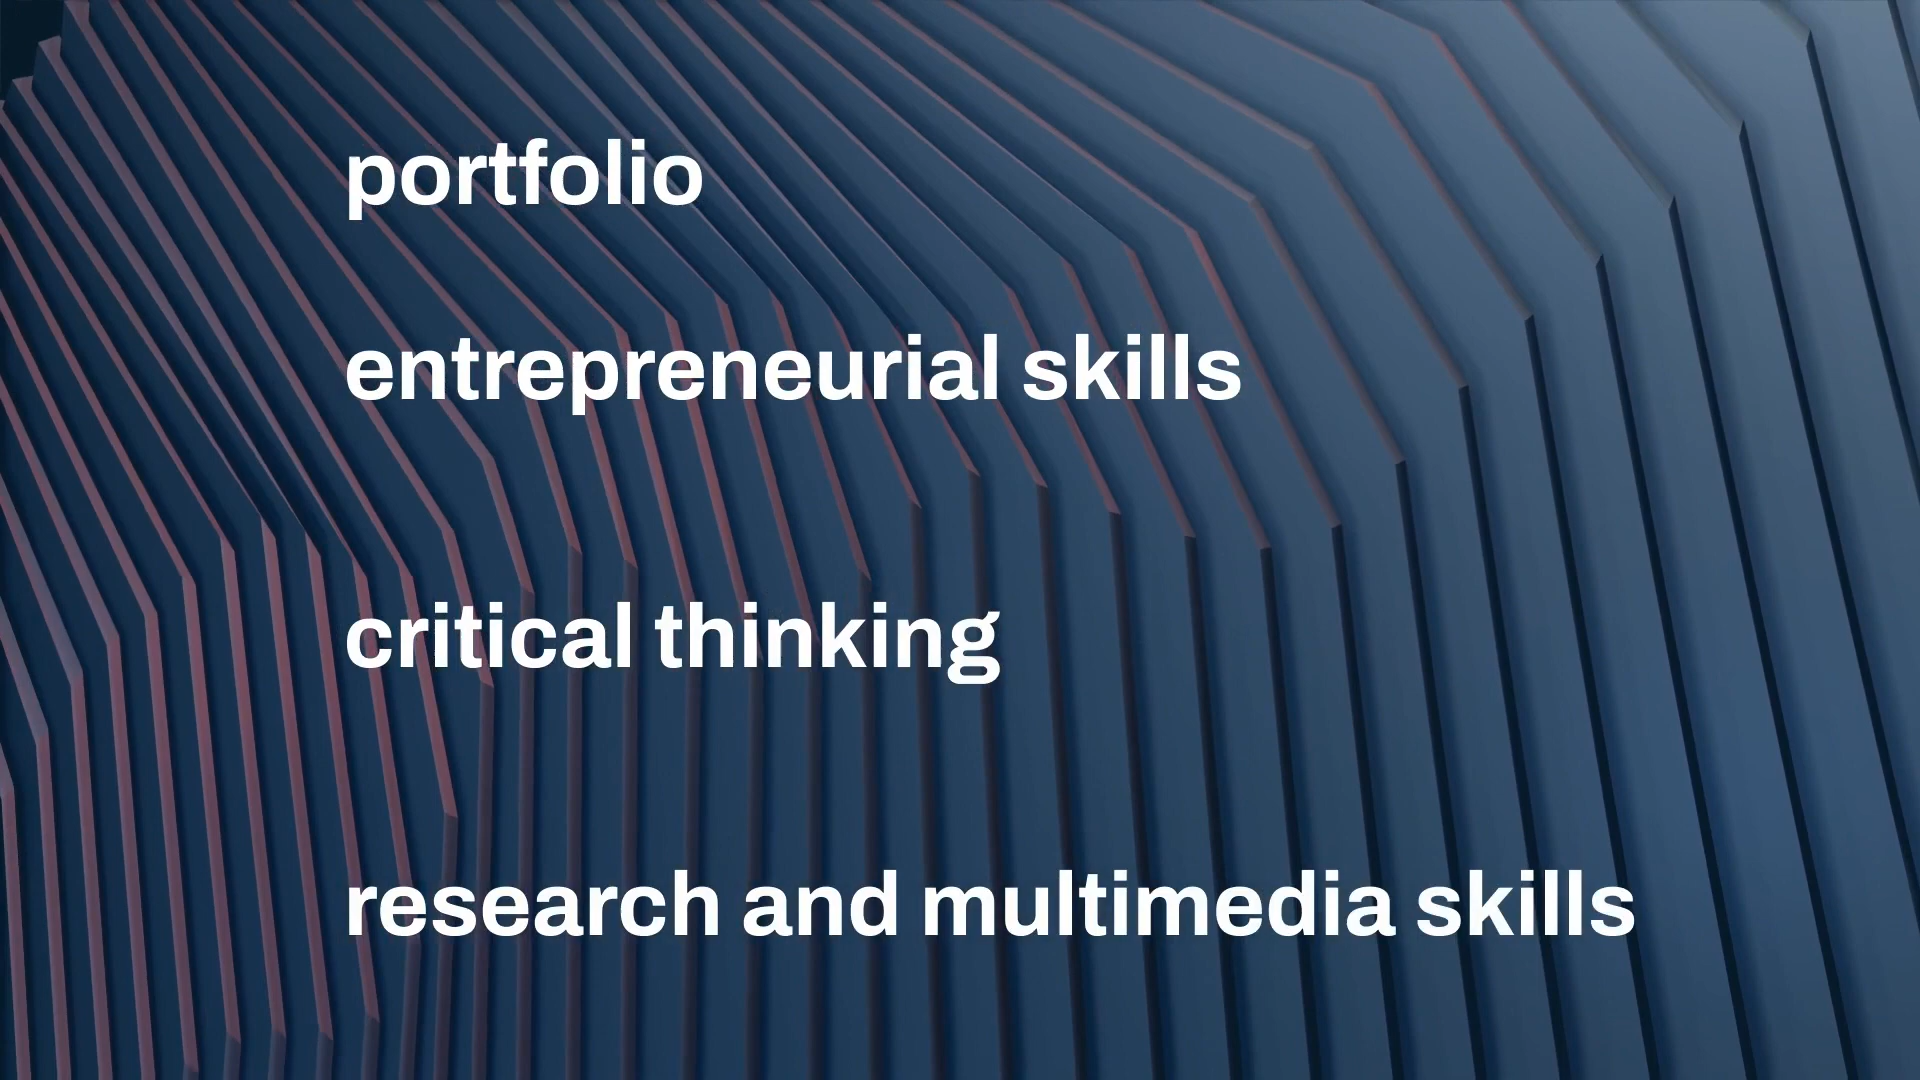 portfolio
entrepreneurial skills
critical thinking
research and multimedia skills